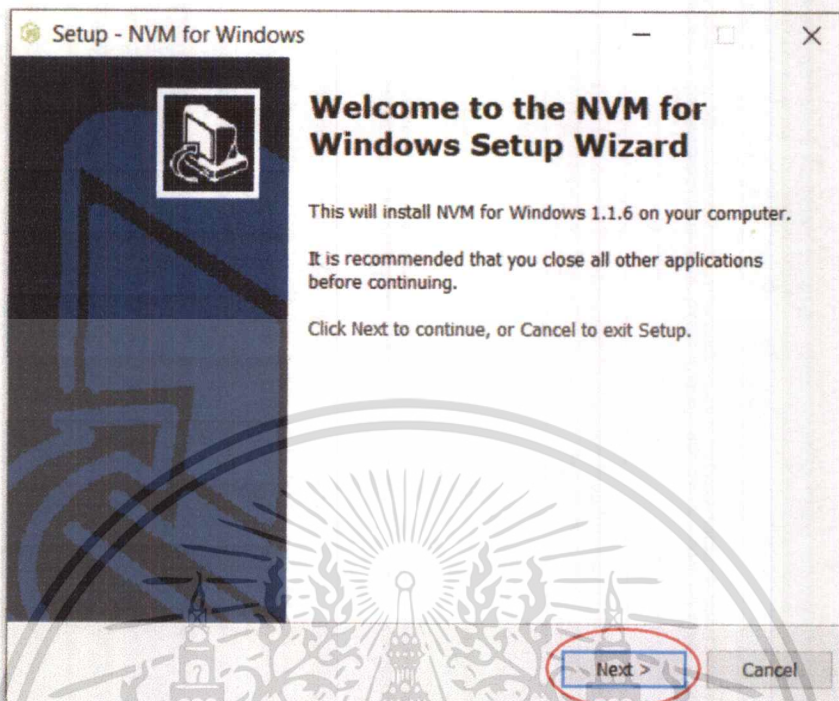 Setup - NVM for Windows
Welcome to the NVM for
Windows Setup Wizard
This will install NVM for Windows 1.1.6 on your computer.
It is recommended that you close all other applications
before continuing.
Click Next to continue, or Cancel to exit Setup.
Next >
Cancel